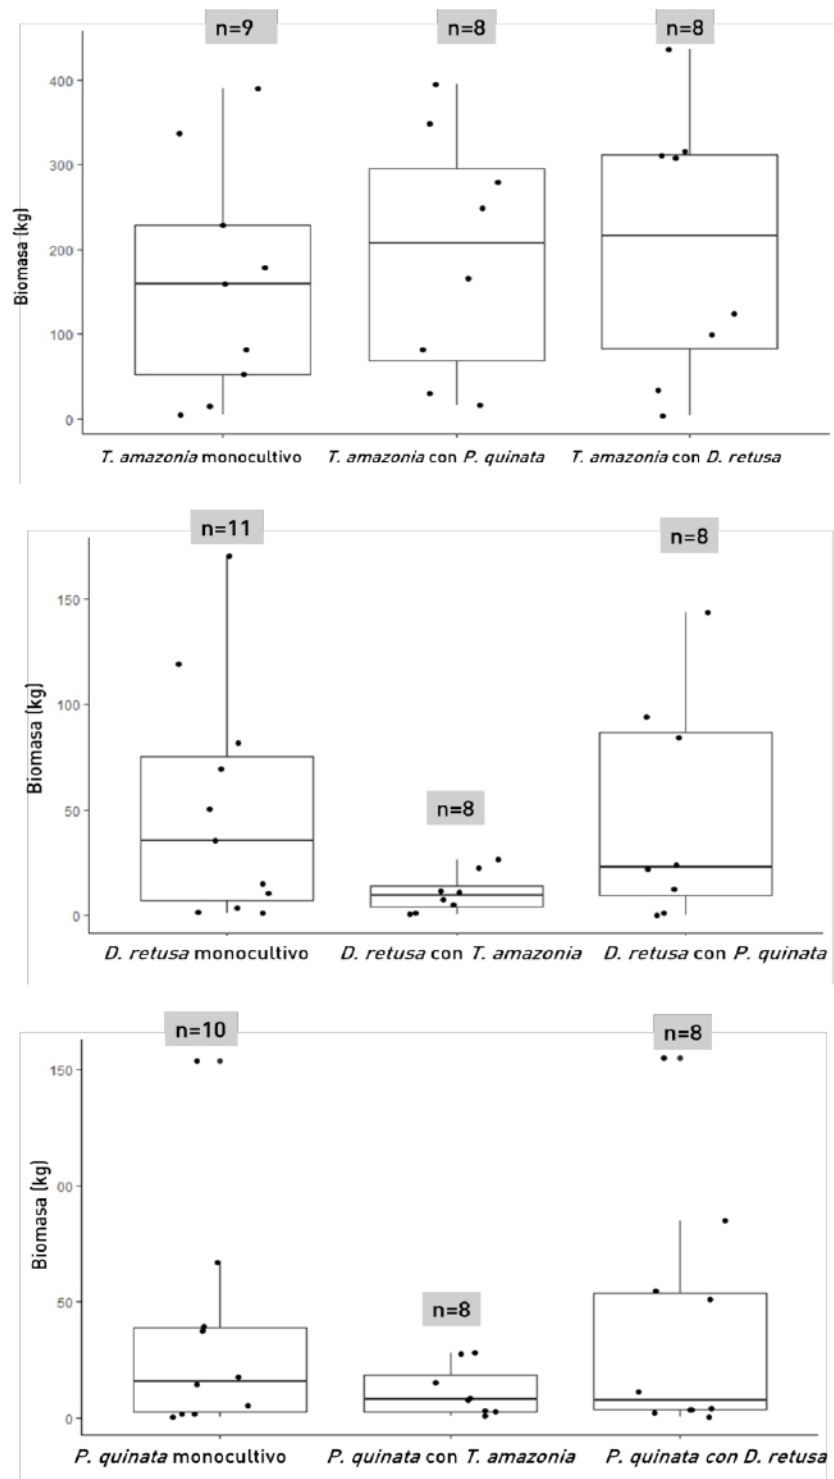 n=9 n=8 n=8
400
300
200
100
0
Biomasa (kg)
T. amazonia monocultivo T. amazonia con P. quinata T. amazonia con D. retusa
n=11 n=8 n=8
150
100
50
0
Biomasa (kg)
D. retusa monocultivo D. retusa con T. amazonia D. retusa con P. quinata
n=10 n=8 n=8
150
00
50
0
Biomasa (kg)
P. quinata monocultivo P. quinata con T. amazonia P. quinata con D. retusa